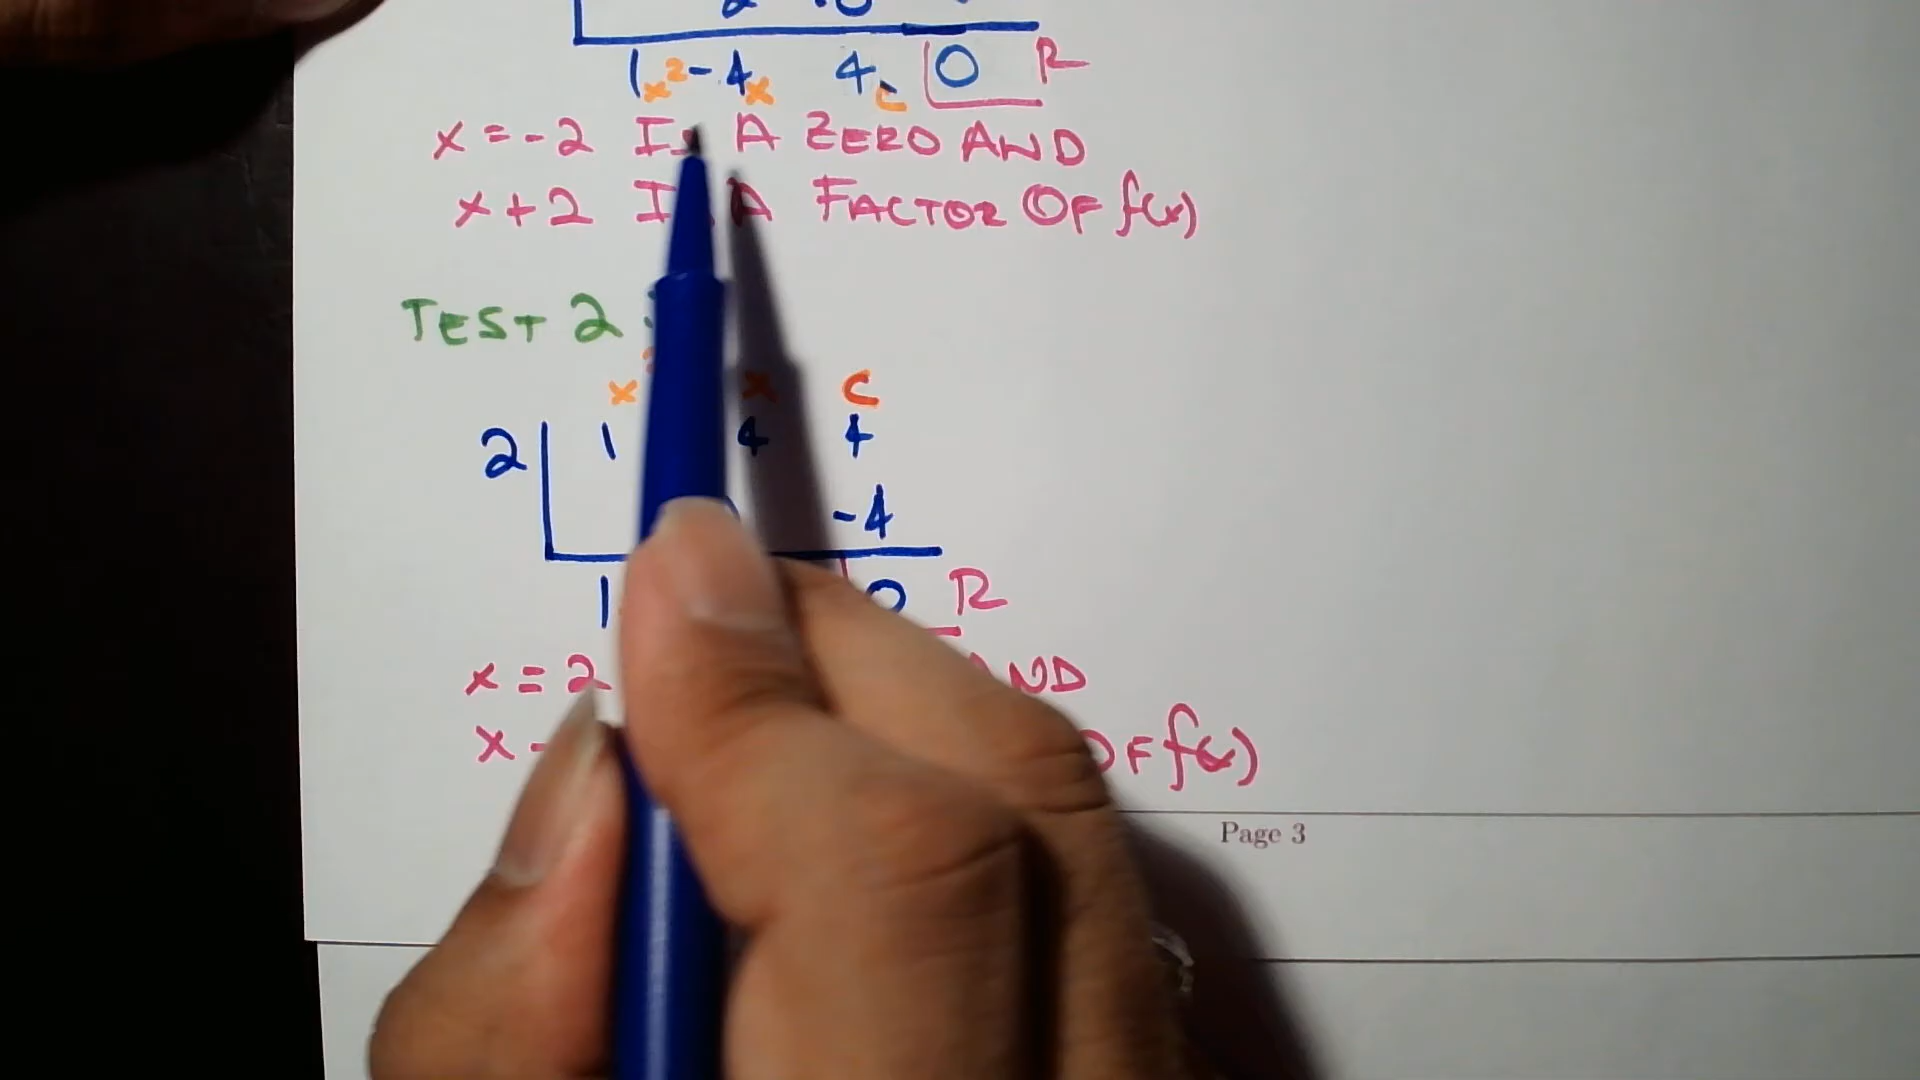 1x² -4x 4c 0 R
x = -2 Is A ZERO AND
x + 2 A FACTOR OF f(x)
TEST 2
x x c
2 1 4 4
-4
1 0 R
x = 2 AND
x - OF f(x)
Page 3